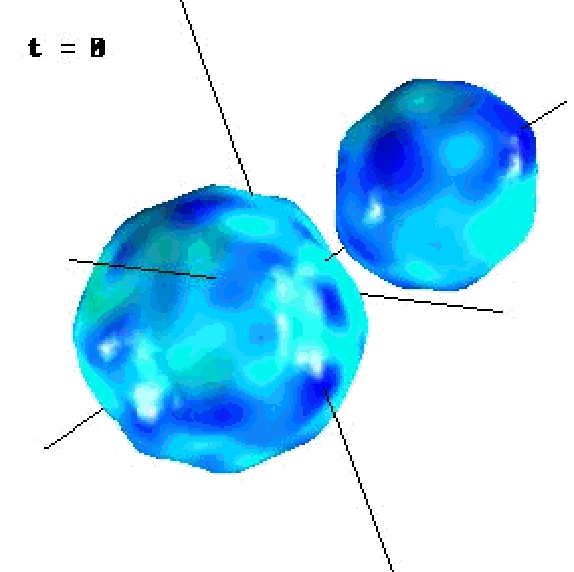 t = 0